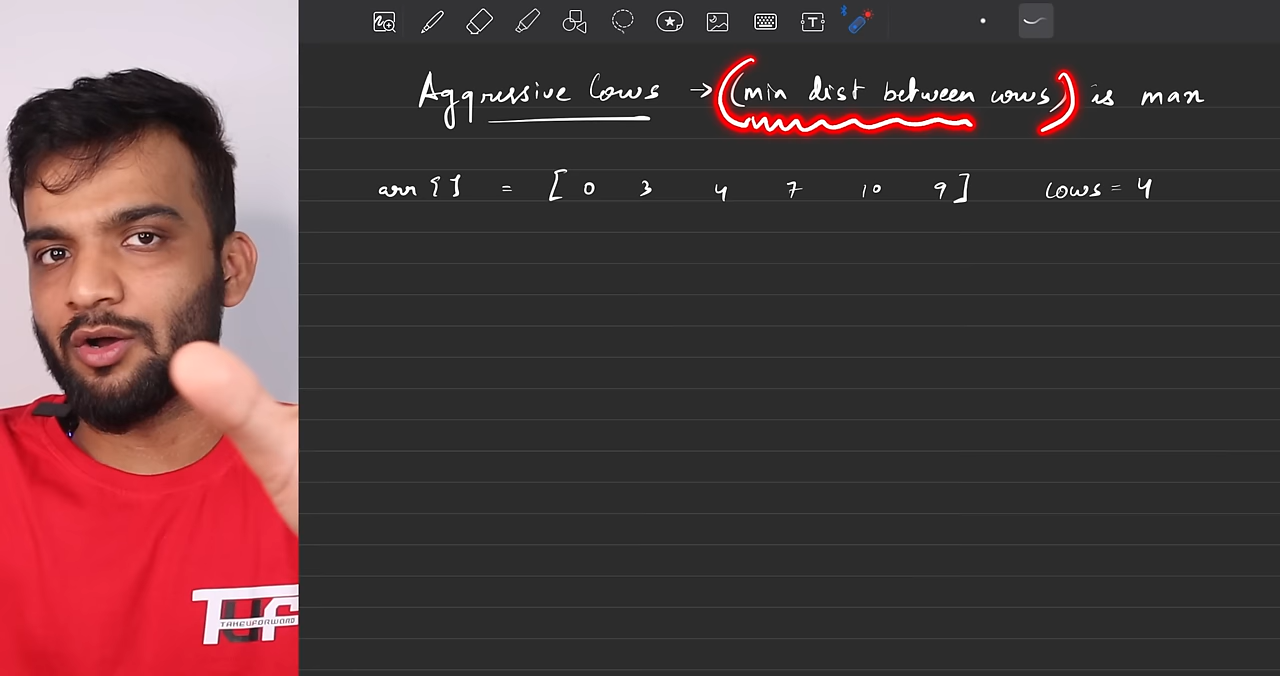 Aggressive Cows → (min dist between cows) is max
arr [ ] = [ 0 3 4 7 10 9 ] cows = 4
TUF
TAKEUFORWARD